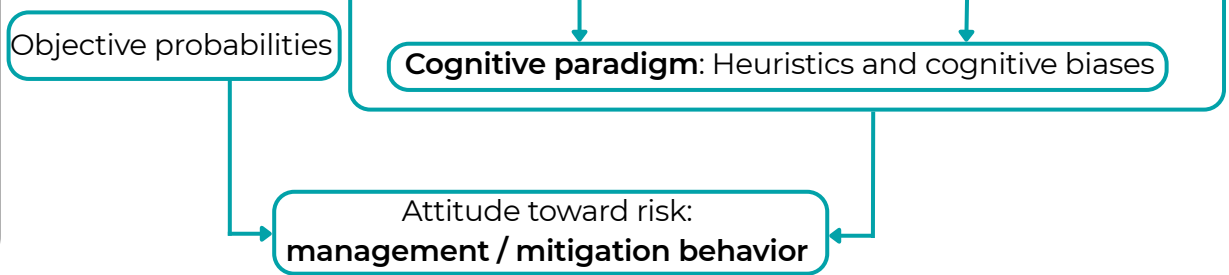 Objective probabilities
Cognitive paradigm: Heuristics and cognitive biases
Attitude toward risk:
management / mitigation behavior